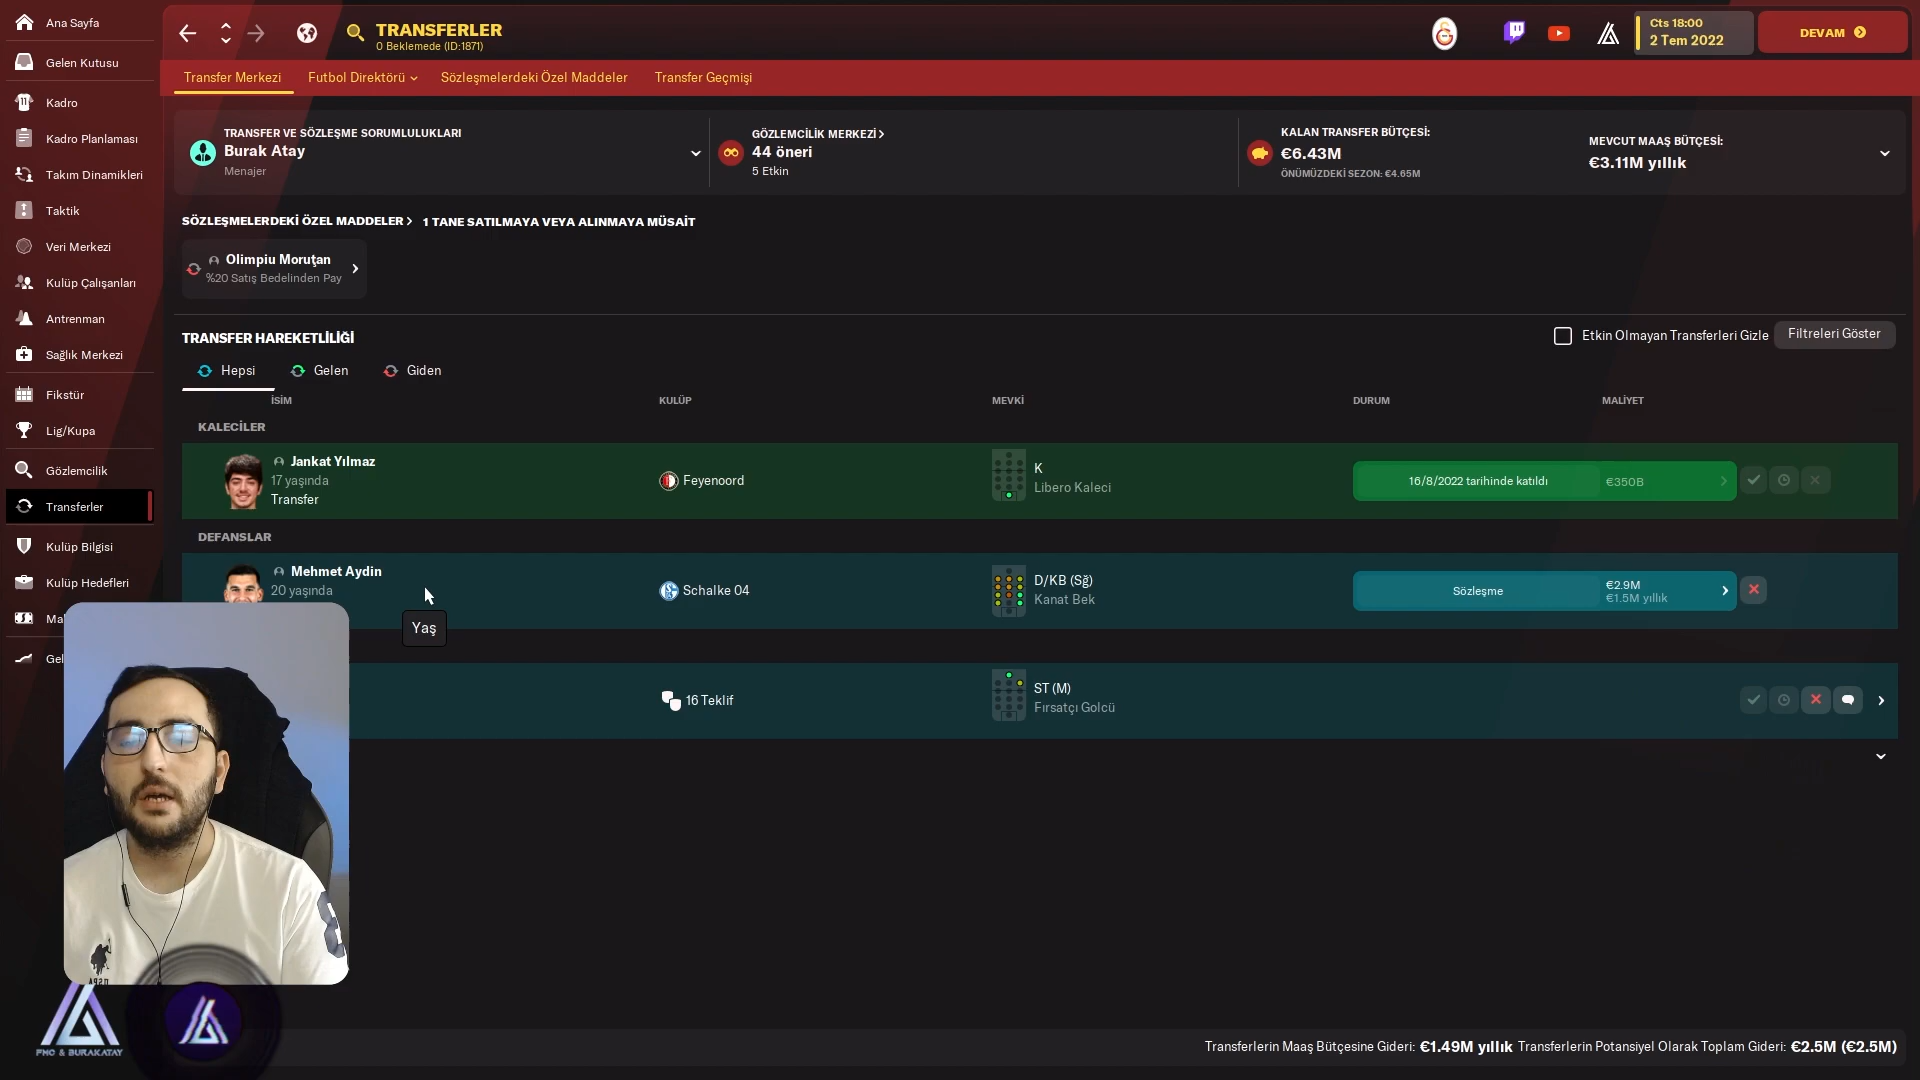 Ana Sayfa
Gelen Kutusu
Kadro
Kadro Planlaması
Takım Dinamikleri
Taktik
Veri Merkezi
Kulüp Çalışanları
Antrenman
Sağlık Merkezi
Fikstür
Lig/Kupa
Gözlemcilik
Transferler
Kulüp Bilgisi
Kulüp Hedefleri
Mal
Gel
TRANSFERLER
0 Beklemede (ID:1871)
Cts 18:00
2 Tem 2022
DEVAM
Transfer Merkezi
Futbol Direktörü
Sözleşmelerdeki Özel Maddeler
Transfer Geçmişi
TRANSFER VE SÖZLEŞME SORUMLULUKLARI
Burak Atay
Menajer
GÖZLEMCİLİK MERKEZİ
44 öneri
5 Etkin
KALAN TRANSFER BÜTÇESİ:
€6.43M
ÖNÜMÜZDEKİ SEZON: €4.65M
MEVCUT MAAŞ BÜTÇESİ:
€3.11M yıllık
SÖZLEŞMELERDEKİ ÖZEL MADDELER 1 TANE SATILMAYA VEYA ALINMAYA MÜSAİT
Olimpiu Moruţan
%20 Satış Bedelinden Pay
TRANSFER HAREKETLİLİĞİ
Etkin Olmayan Transferleri Gizle
Filtreleri Göster
Hepsi
Gelen
Giden
İSİM KULÜP MEVKİ DURUM MALİYET
KALECİLER
Jankat Yılmaz
17 yaşında
Transfer
Feyenoord
K
Libero Kaleci
16/8/2022 tarihinde katıldı
€350B
DEFANSLAR
Mehmet Aydin
20 yaşında
Schalke 04
D/KB (Sğ)
Kanat Bek
Sözleşme
€2.9M
€1.5M yıllık
Yaş
16 Teklif
ST (M)
Fırsatçı Golcü
FMC & BURAKATAY
Transferlerin Maaş Bütçesine Gideri: €1.49M yıllık Transferlerin Potansiyel Olarak Toplam Gideri: €2.5M (€2.5M)